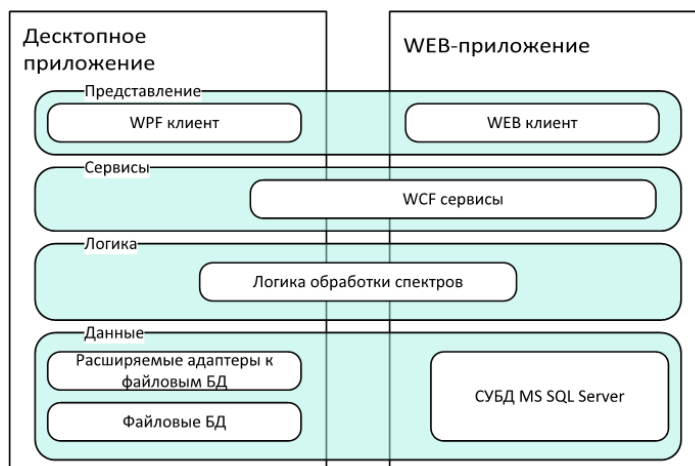 Десктопное
приложение
WEB-приложение
Представление
WPF клиент
WEB клиент
Сервисы
WCF сервисы
Логика
Логика обработки спектров
Данные
Расширяемые адаптеры к
файловым БД
Файловые БД
СУБД MS SQL Server